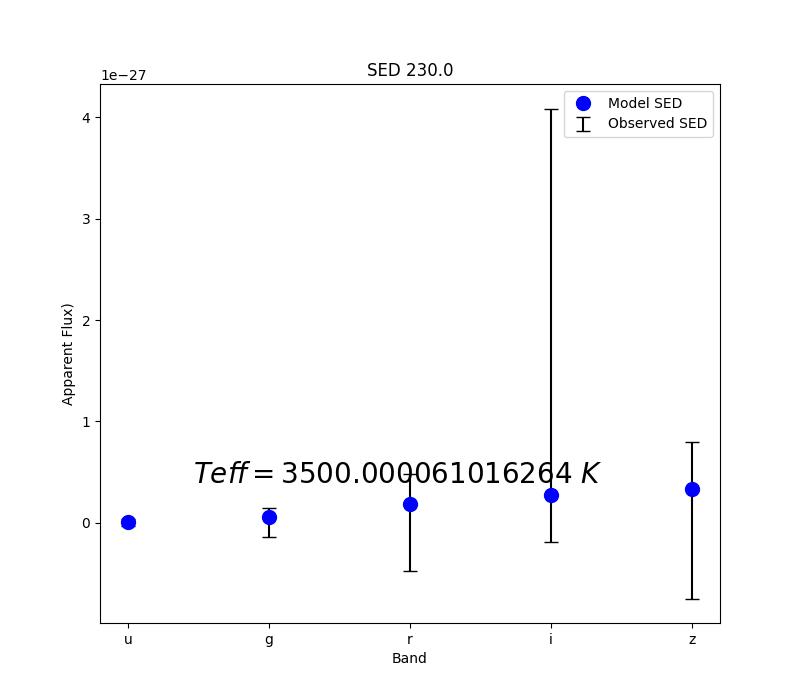 SED 230.0
1e−27
Model SED
Observed SED
4
3
2
1
0
Apparent Flux)
Teff = 3500.000061016264 K
u g r i z
Band